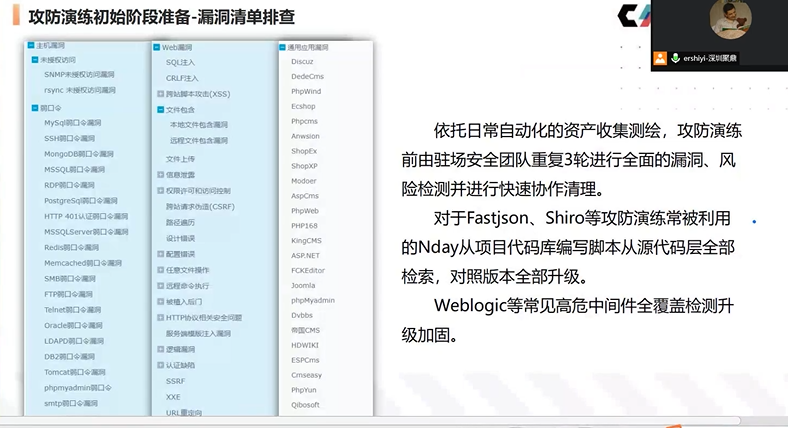 攻防演练初始阶段准备-漏洞清单排查
ershiyi-深圳聚鼎
主机漏洞
未授权访问
SNMP未授权访问漏洞
rsync 未授权访问漏洞
弱口令
MySql弱口令漏洞
SSH弱口令漏洞
MongoDB弱口令漏洞
MSSQL弱口令漏洞
RDP弱口令漏洞
PostgreSql弱口令漏洞
HTTP 401认证弱口令漏洞
MSSQLServer弱口令漏洞
Redis弱口令漏洞
Memcached弱口令漏洞
SMB弱口令漏洞
FTP弱口令漏洞
Telnet弱口令漏洞
Oracle弱口令漏洞
LDAPD弱口令漏洞
DB2弱口令漏洞
Tomcat弱口令漏洞
phpmyadmin弱口令
smtp弱口令漏洞
Web漏洞
SQL注入
CRLF注入
跨站脚本攻击(XSS)
文件包含
本地文件包含漏洞
远程文件包含漏洞
文件上传
信息泄露
权限许可和访问控制
跨站请求伪造(CSRF)
路径遍历
设计错误
配置错误
任意文件操作
远程命令执行
被植入后门
HTTP协议相关安全问题
服务端模版注入漏洞
逻辑漏洞
认证缺陷
SSRF
XXE
URL重定向
通用应用漏洞
Discuz
DedeCms
PhpWind
Ecshop
Phpcms
Anwsion
ShopEx
ShopXP
Modoer
AspCms
PhpWeb
PHP168
KingCMS
ASP.NET
FCKEditor
Joomla
phpMyadmin
Dvbbs
帝国CMS
HDWIKI
ESPCms
Cmseasy
PhpYun
Qibosoft
依托日常自动化的资产收集测绘，攻防演练
前由驻场安全团队重复3轮进行全面的漏洞、风
险检测并进行快速协作清理。
对于Fastjson、Shiro等攻防演练常被利用
的Nday从项目代码库编写脚本从源代码层全部
检索，对照版本全部升级。
Weblogic等常见高危中间件全覆盖检测升
级加固。